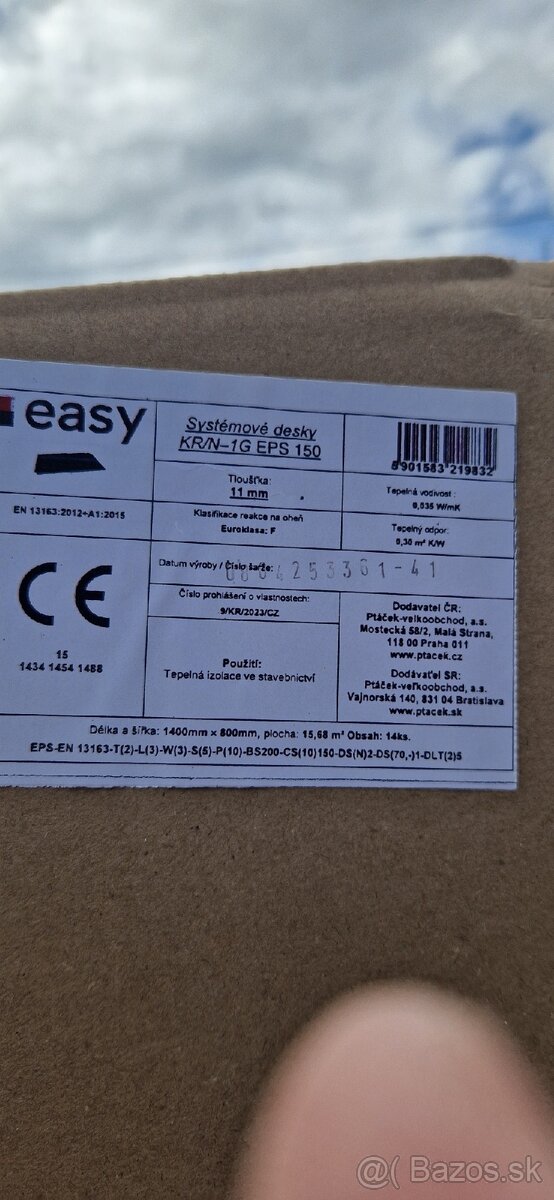 easy
Systémové desky
KR/N-1G EPS 150
8901583 219832
Tloušťka:
11 mm
Tepelná vodivost:
0,035 W/mK
EN 13163:2012+A1:2015
Klasifikace reakce na oheň
Euroklasa: F
Tepelný odpor:
0,30 m² K/W
Datum výroby / Číslo šarže:
253301-41
CE
15
1434 1454 1488
Číslo prohlášení o vlastnostech:
9/KR/2023/CZ
Použití:
Tepelná izolace ve stavebnictví
Dodavatel ČR:
Ptáček-velkoobchod, a.s.
Mostecká 58/2, Malá Strana,
118 00 Praha 011
www.ptacek.cz
Dodávateľ SR:
Ptáček-veľkoobchod, a.s.
Vajnorská 140, 831 04 Bratislava
www.ptacek.sk
Délka a šířka: 1400mm x 800mm, plocha: 15,68 m² Obsah: 14ks.
EPS-EN 13163-T(2)-L(3)-W(3)-S(5)-P(10)-BS200-CS(10)150-DS(N)2-DS(70,-)1-DLT(2)5
@( Bazos.sk